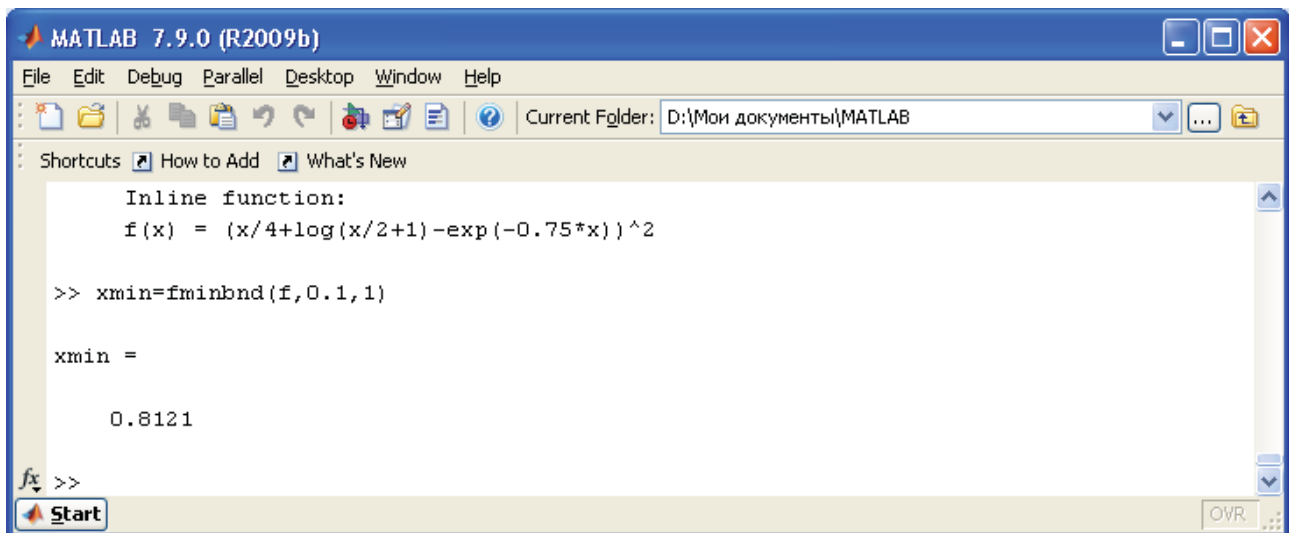 MATLAB 7.9.0 (R2009b)
File Edit Debug Parallel Desktop Window Help
Current Folder: D:\Мои документы\MATLAB ...
Shortcuts How to Add What's New
Inline function:
f(x) = (x/4+log(x/2+1)-exp(-0.75*x))^2
>> xmin=fminbnd(f,0.1,1)
xmin =
0.8121
fx >>
Start OVR